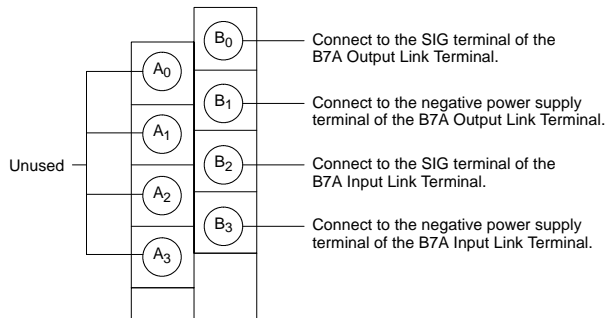 B0
Connect to the SIG terminal of the
B7A Output Link Terminal.
A0
B1
Connect to the negative power supply
terminal of the B7A Output Link Terminal.
A1
Unused
B2
Connect to the SIG terminal of the
B7A Input Link Terminal.
A2
B3
Connect to the negative power supply
terminal of the B7A Input Link Terminal.
A3